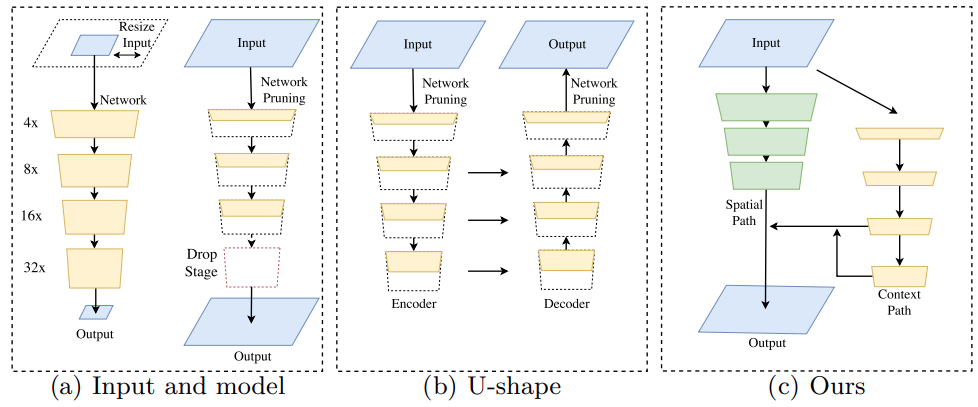 Resize
Input
Network
4x
8x
16x
32x
Output
Input
Network
Pruning
Drop
Stage
Output
(a) Input and model
Input
Network
Pruning
Encoder
Output
Network
Pruning
Decoder
(b) U-shape
Input
Spatial
Path
Context
Path
Output
(c) Ours